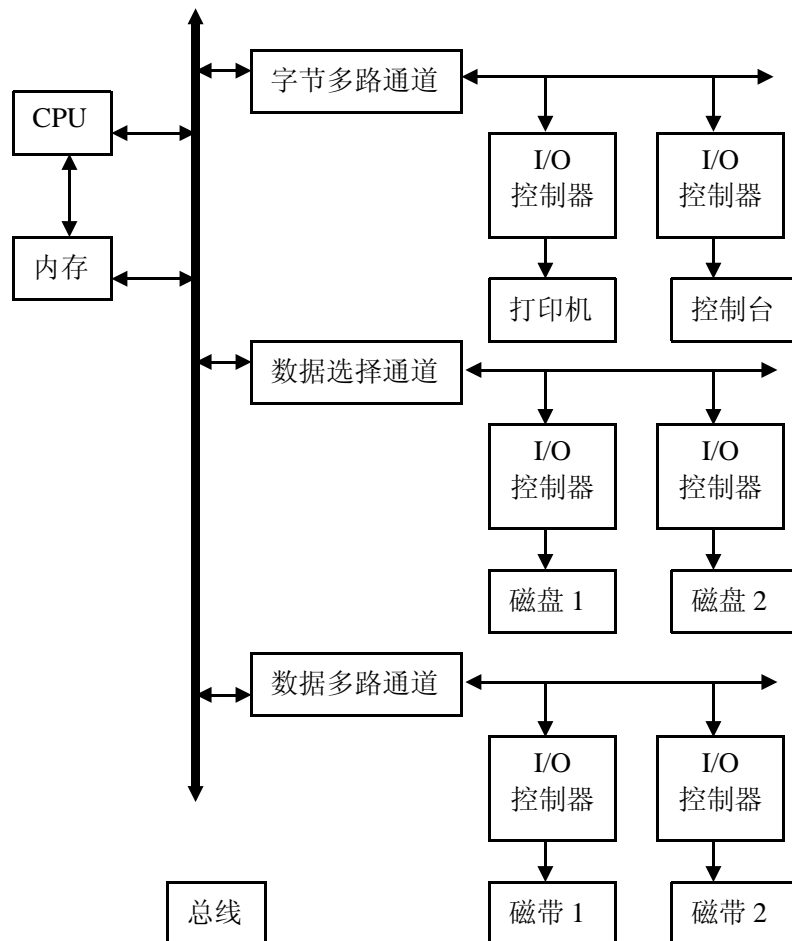 字节多路通道
CPU
I/O
控制器
I/O
控制器
内存
打印机
控制台
数据选择通道
I/O
控制器
I/O
控制器
磁盘 1
磁盘 2
数据多路通道
I/O
控制器
I/O
控制器
总线
磁带 1
磁带 2